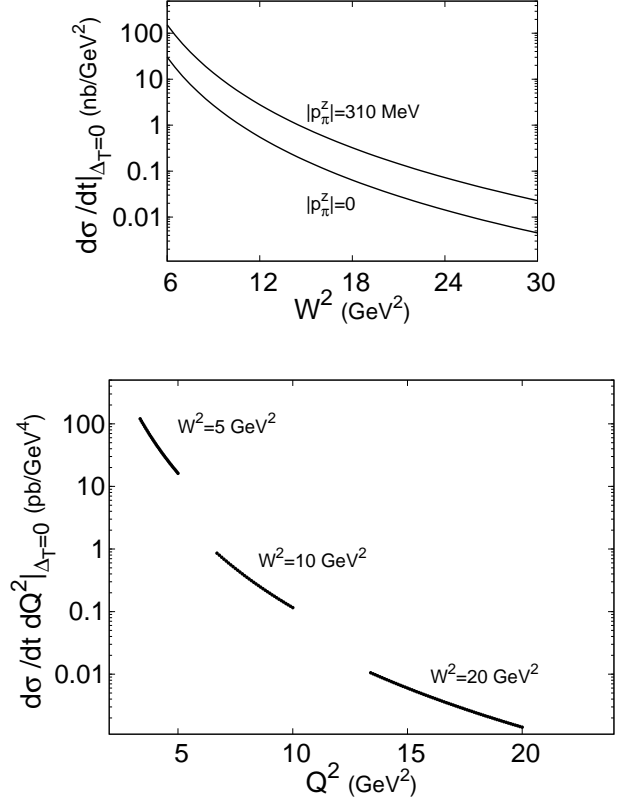 dσ/dt|Δ_T=0 (nb/GeV²)
100
10
1
0.1
0.01
|p_π^z|=310 MeV
|p_π^z|=0
6 12 18 24 30
W² (GeV²)
dσ/dt dQ²|Δ_T=0 (pb/GeV⁴)
100
10
1
0.1
0.01
W²=5 GeV²
W²=10 GeV²
W²=20 GeV²
5 10 15 20
Q² (GeV²)